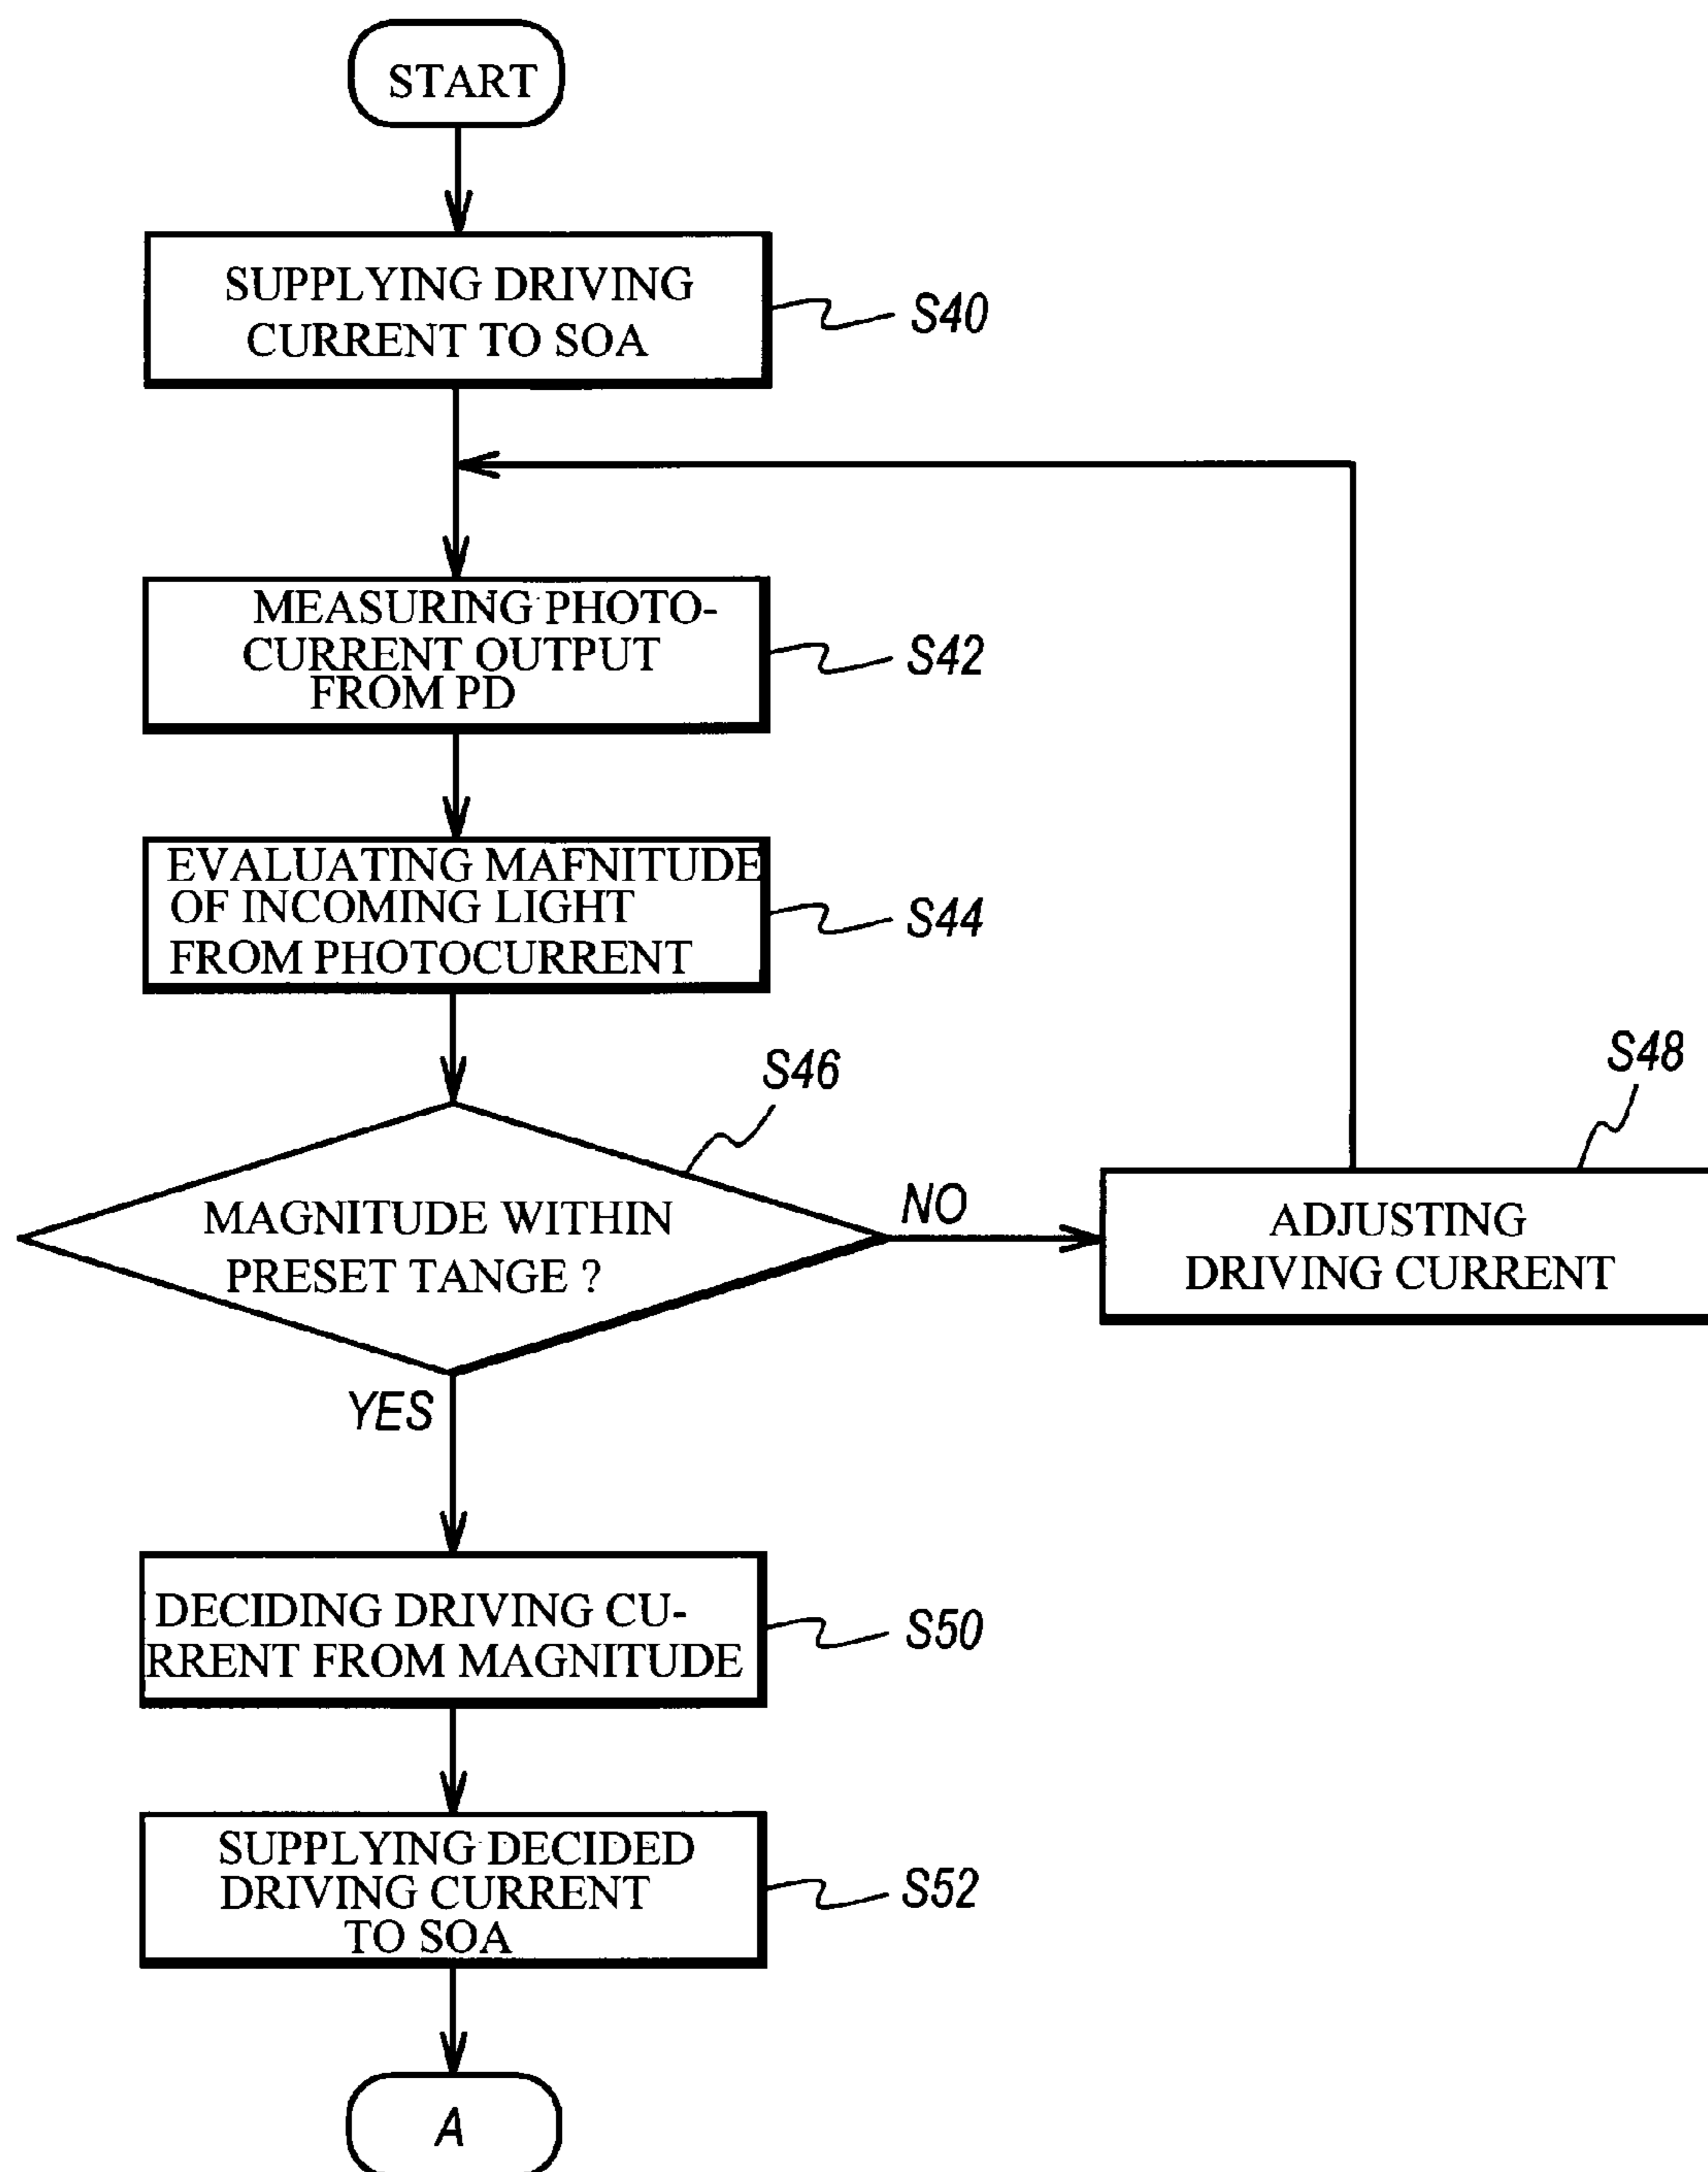 START
SUPPLYING DRIVING
CURRENT TO SOA
S40
MEASURING PHOTO-
CURRENT OUTPUT
FROM PD
S42
EVALUATING MAFNITUDE
OF INCOMING LIGHT
FROM PHOTOCURRENT
S44
S46
MAGNITUDE WITHIN
PRESET TANGE ?
NO
S48
ADJUSTING
DRIVING CURRENT
YES
DECIDING DRIVING CU-
RRENT FROM MAGNITUDE
S50
SUPPLYING DECIDED
DRIVING CURRENT
TO SOA
S52
A